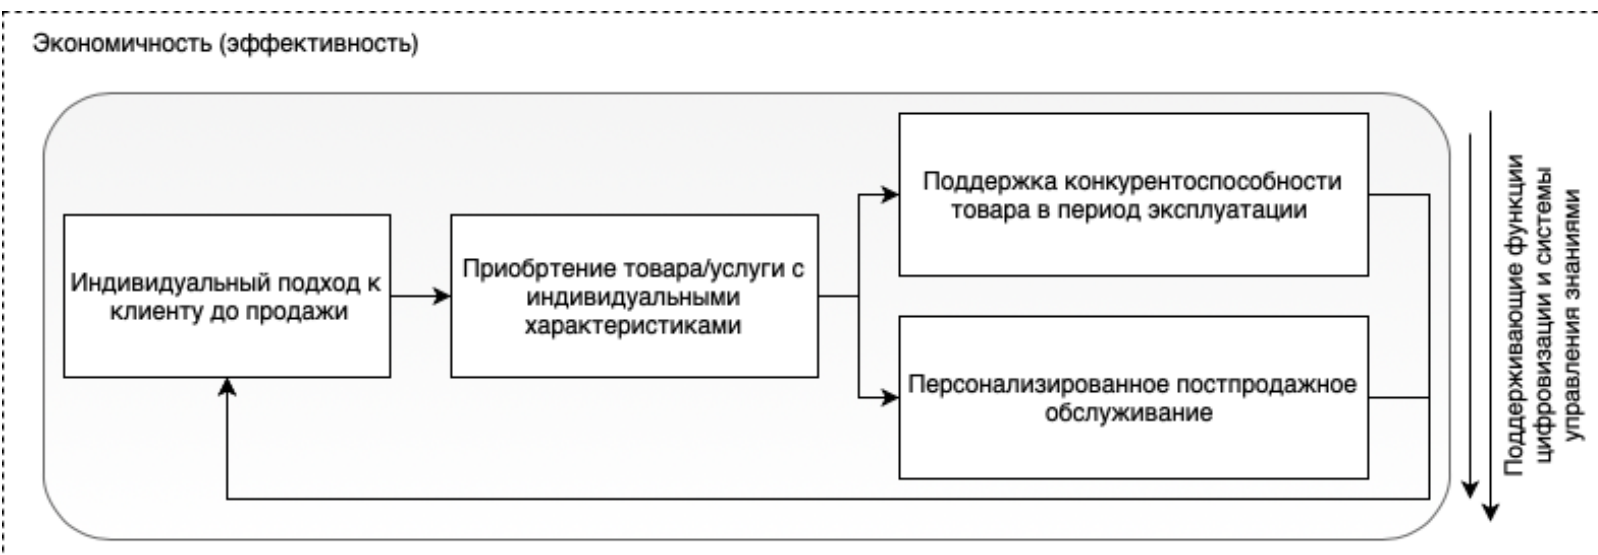 Экономичность (эффективность)
Индивидуальный подход к
клиенту до продажи
Приобртение товара/услуги с
индивидуальными
характеристиками
Поддержка конкурентоспособности
товара в период эксплуатации
Персонализированное постпродажное
обслуживание
Поддерживающие функции
цифровизации и системы
управления знаниями